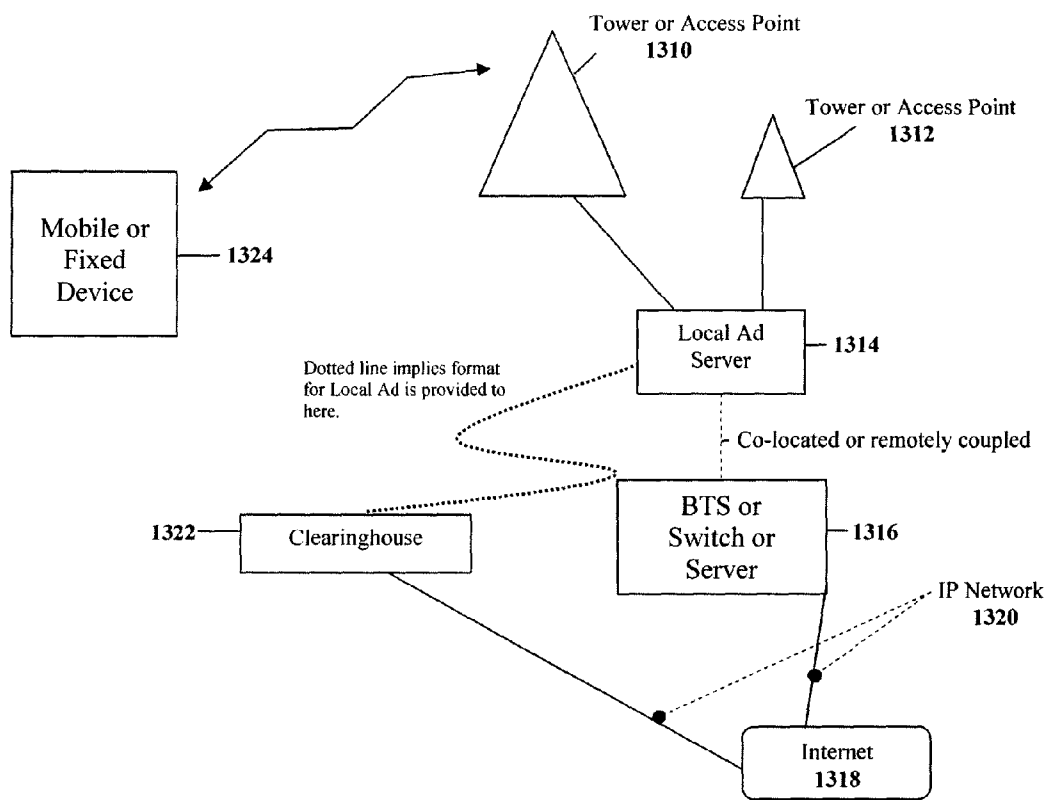 Tower or Access Point
1310
Tower or Access Point
1312
Mobile or
Fixed
Device
1324
Local Ad
Server
1314
Dotted line implies format
for Local Ad is provided to
here.
Co-located or remotely coupled
1322
Clearinghouse
BTS or
Switch or
Server
1316
IP Network
1320
Internet
1318